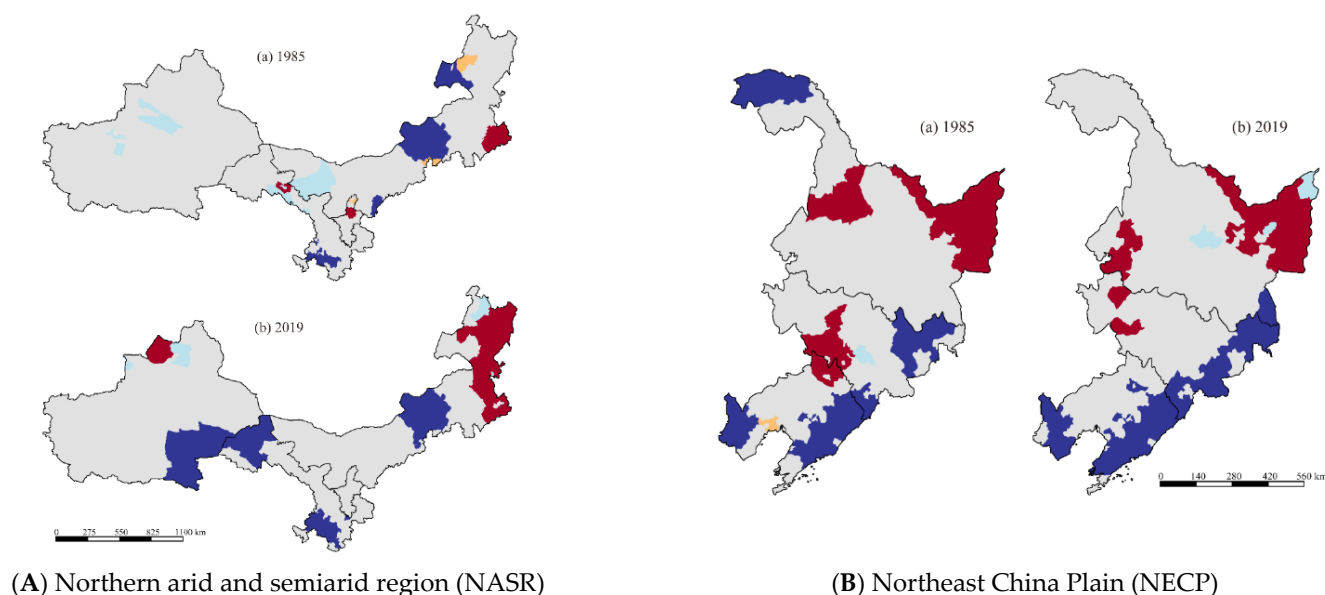 (a) 1985
(b) 2019
0 275 550 825 1100 km
(A) Northern arid and semiarid region (NASR)
(a) 1985
(b) 2019
0 140 280 420 560 km
(B) Northeast China Plain (NECP)